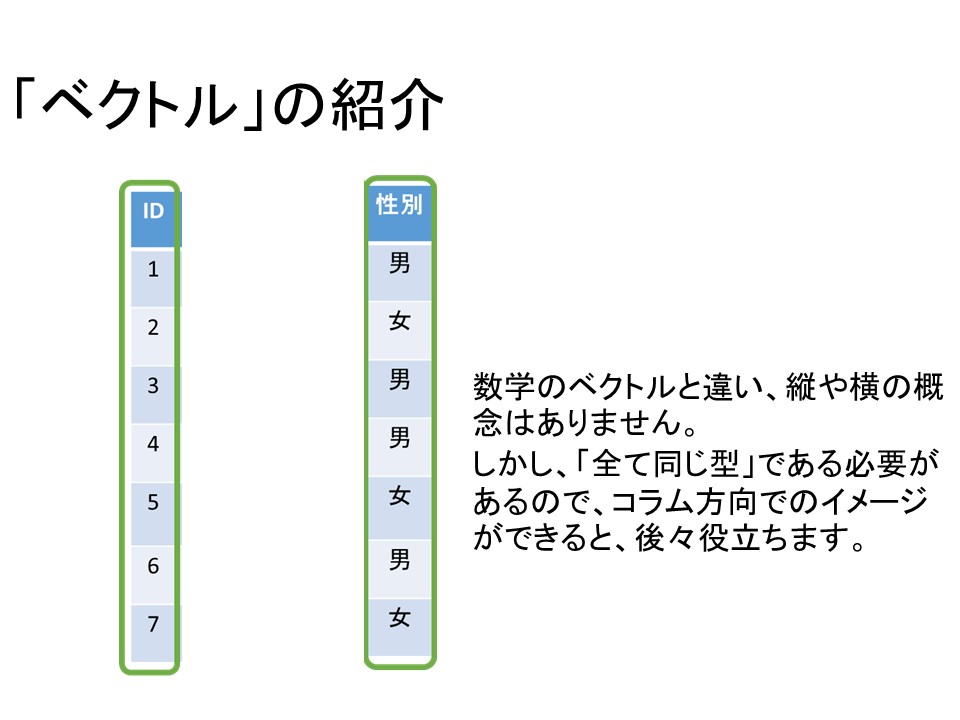 「ベクトル」の紹介
ID
1
2
3
4
5
6
7
性別
男
女
男
男
女
男
女
数学のベクトルと違い、縦や横の概
念はありません。
しかし、「全て同じ型」である必要が
あるので、コラム方向でのイメージ
ができると、後々役立ちます。